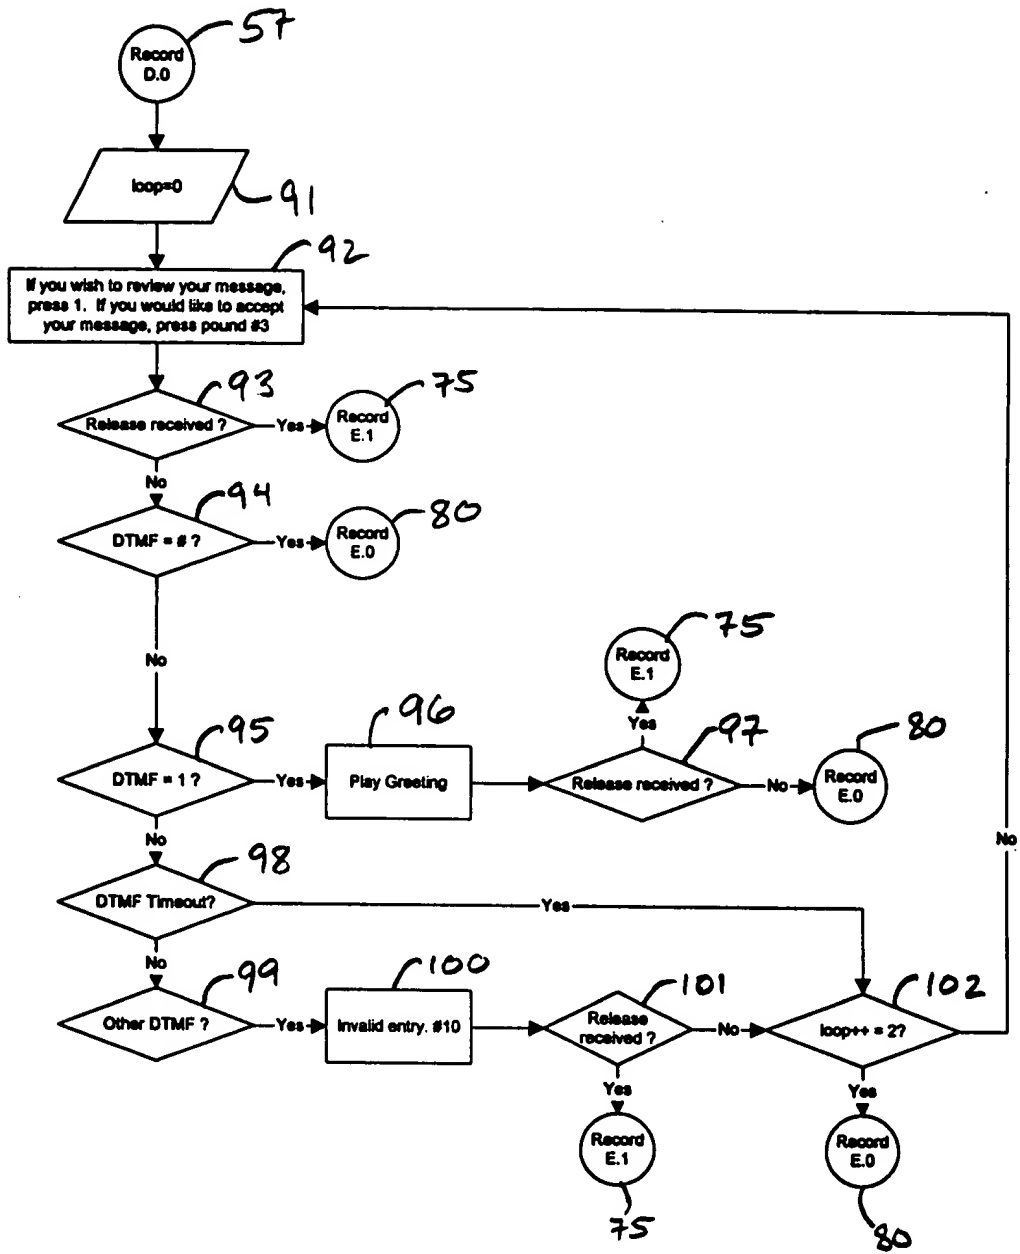 57
Record
D.0
loop=0
91
92
If you wish to review your message,
press 1. If you would like to accept
your message, press pound #3
93
75
Release received ?
Yes
Record
E.1
No
94
80
DTMF = # ?
Yes
Record
E.0
No
75
Record
E.1
Yes
95
96
97
80
DTMF = 1 ?
Yes
Play Greeting
Release received ?
No
Record
E.0
No
No
98
DTMF Timeout?
Yes
No
99
100
101
102
Other DTMF ?
Yes
Invalid entry. #10
Release
received ?
No
loop++ = 2?
Yes
Yes
Record
E.1
Record
E.0
75
80